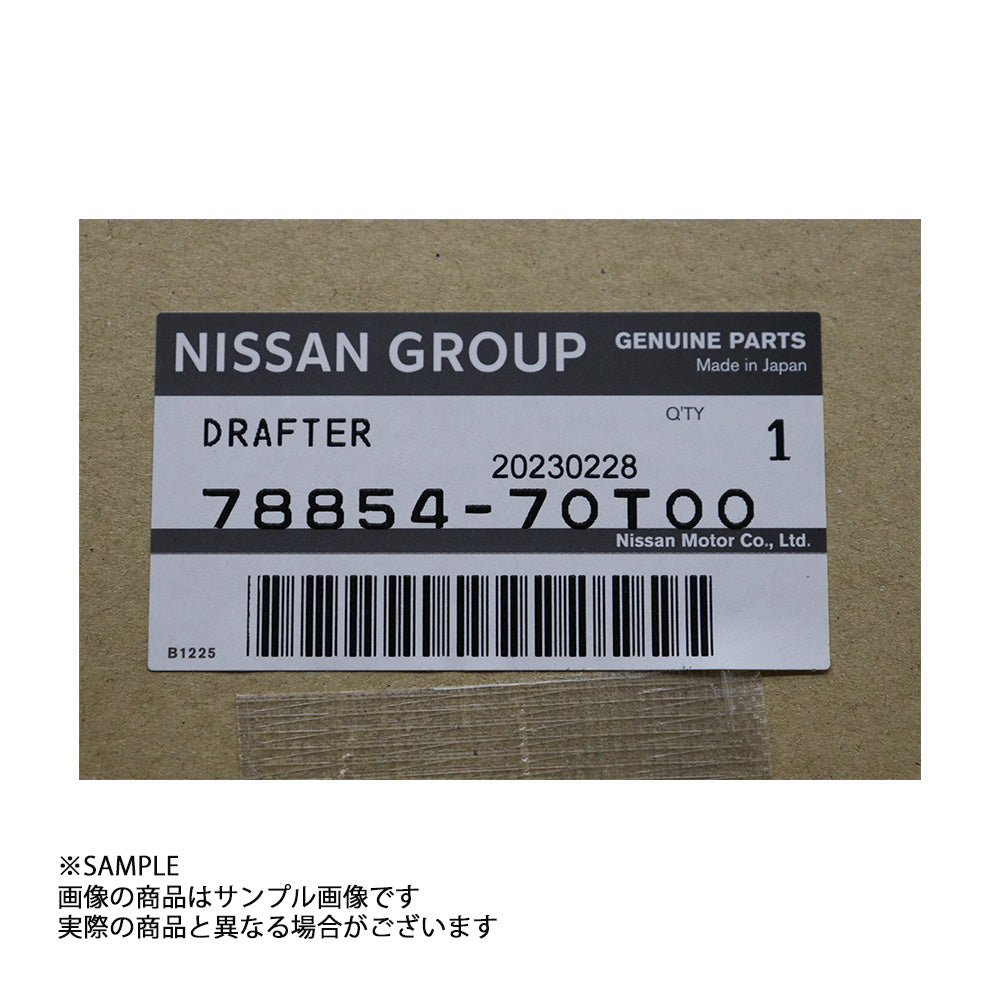 NISSAN GROUP
GENUINE PARTS
Made in Japan
DRAFTER
Q'TY
1
20230228
78854-70T00
Nissan Motor Co., Ltd.
B1225
※SAMPLE
画像の商品はサンプル画像です
実際の商品と異なる場合がございます